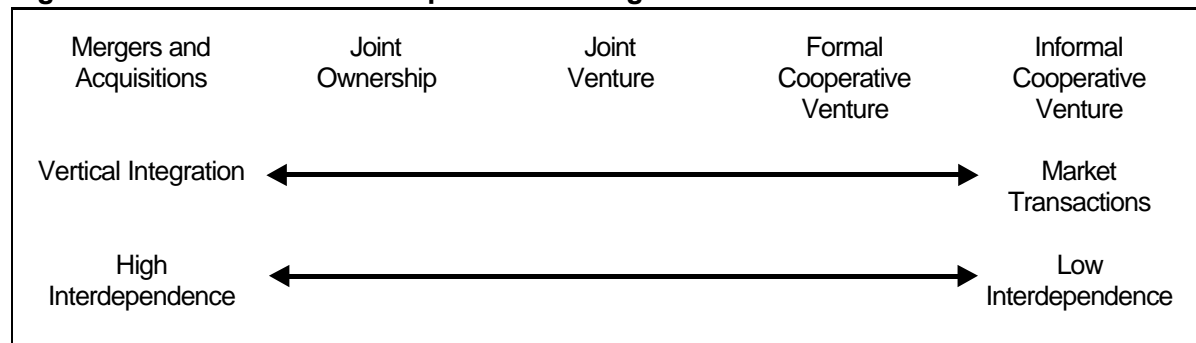 Mergers and Acquisitions
Joint Ownership
Joint Venture
Formal Cooperative Venture
Informal Cooperative Venture
Vertical Integration
Market Transactions
High Interdependence
Low Interdependence